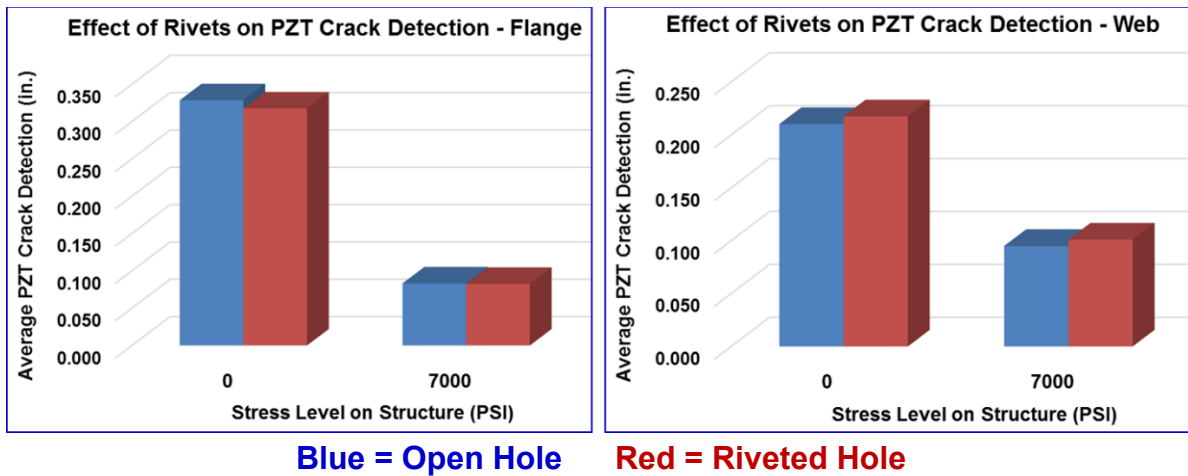 Effect of Rivets on PZT Crack Detection - Flange
Average PZT Crack Detection (in.)
0.350
0.300
0.250
0.200
0.150
0.100
0.050
0.000
0 7000
Stress Level on Structure (PSI)
Effect of Rivets on PZT Crack Detection - Web
Average PZT Crack Detection (in.)
0.250
0.200
0.150
0.100
0.050
0.000
0 7000
Stress Level on Structure (PSI)
Blue = Open Hole Red = Riveted Hole